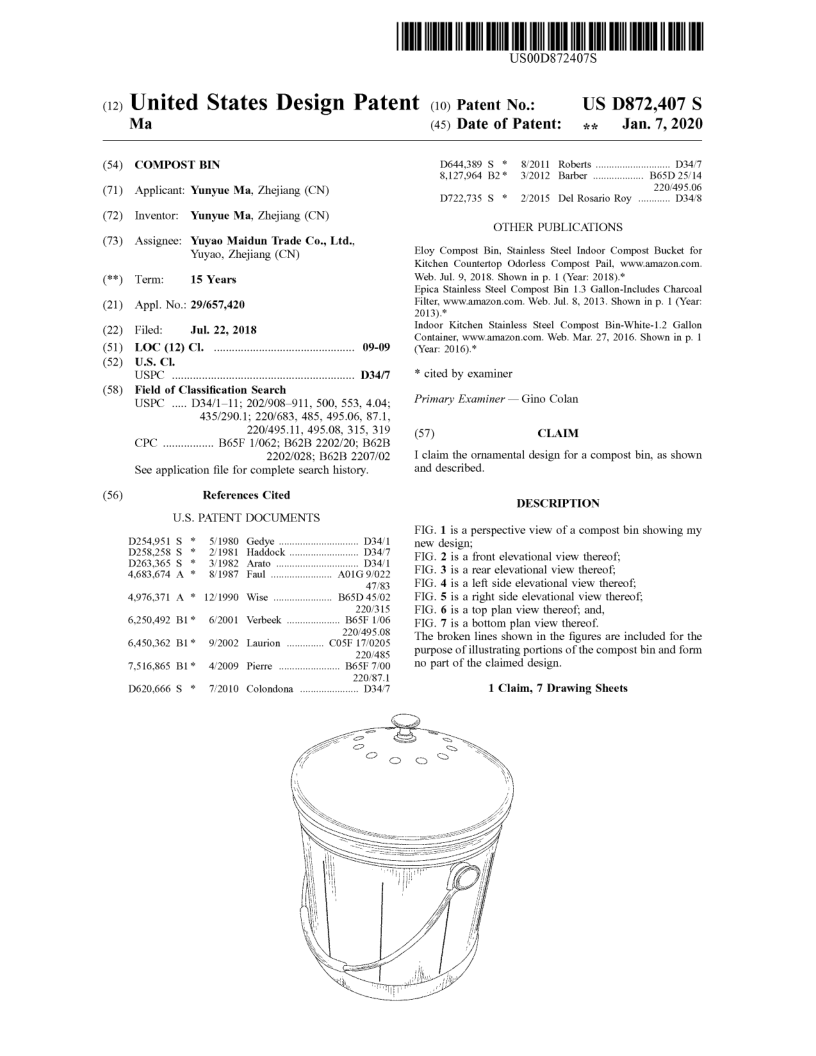 US00D872407S
(12) United States Design Patent (10) Patent No.: US D872,407 S
Ma (45) Date of Patent: ** Jan. 7, 2020
(54) COMPOST BIN
(71) Applicant: Yunyue Ma, Zhejiang (CN)
(72) Inventor: Yunyue Ma, Zhejiang (CN)
(73) Assignee: Yuyao Maidun Trade Co., Ltd.,
Yuyao, Zhejiang (CN)
(**) Term: 15 Years
(21) Appl. No.: 29/657,420
(22) Filed: Jul. 22, 2018
(51) LOC (12) Cl. ................................................ 09-09
(52) U.S. Cl.
USPC .............................................................. D34/7
(58) Field of Classification Search
USPC ..... D34/1–11; 202/908–911, 500, 553, 4.04;
435/290.1; 220/683, 485, 495.06, 87.1,
220/495.11, 495.08, 315, 319
CPC ................. B65F 1/062; B62B 2202/20; B62B
2202/028; B62B 2207/02
See application file for complete search history.
(56) References Cited
U.S. PATENT DOCUMENTS
D254,951 S * 5/1980 Gedye .............................. D34/1
D258,258 S * 2/1981 Haddock .......................... D34/7
D263,365 S * 3/1982 Arato ............................... D34/1
4,683,674 A * 8/1987 Faul ....................... A01G 9/022
47/83
4,976,371 A * 12/1990 Wise ...................... B65D 45/02
220/315
6,250,492 B1* 6/2001 Verbeek .................... B65F 1/06
220/495.08
6,450,362 B1* 9/2002 Laurion .............. C05F 17/0205
220/485
7,516,865 B1* 4/2009 Pierre ....................... B65F 7/00
220/87.1
D620,666 S * 7/2010 Colondona ...................... D34/7
D644,389 S * 8/2011 Roberts ............................ D34/7
8,127,964 B2* 3/2012 Barber ................... B65D 25/14
220/495.06
D722,735 S * 2/2015 Del Rosario Roy ............ D34/8
OTHER PUBLICATIONS
Eloy Compost Bin, Stainless Steel Indoor Compost Bucket for
Kitchen Countertop Odorless Compost Pail, www.amazon.com.
Web. Jul. 9, 2018. Shown in p. 1 (Year: 2018).*
Epica Stainless Steel Compost Bin 1.3 Gallon-Includes Charcoal
Filter, www.amazon.com. Web. Jul. 8, 2013. Shown in p. 1 (Year:
2013).*
Indoor Kitchen Stainless Steel Compost Bin-White-1.2 Gallon
Container, www.amazon.com. Web. Mar. 27, 2016. Shown in p. 1
(Year: 2016).*
* cited by examiner
Primary Examiner — Gino Colan
(57) CLAIM
I claim the ornamental design for a compost bin, as shown
and described.
DESCRIPTION
FIG. 1 is a perspective view of a compost bin showing my
new design;
FIG. 2 is a front elevational view thereof;
FIG. 3 is a rear elevational view thereof;
FIG. 4 is a left side elevational view thereof;
FIG. 5 is a right side elevational view thereof;
FIG. 6 is a top plan view thereof; and,
FIG. 7 is a bottom plan view thereof.
The broken lines shown in the figures are included for the
purpose of illustrating portions of the compost bin and form
no part of the claimed design.
1 Claim, 7 Drawing Sheets